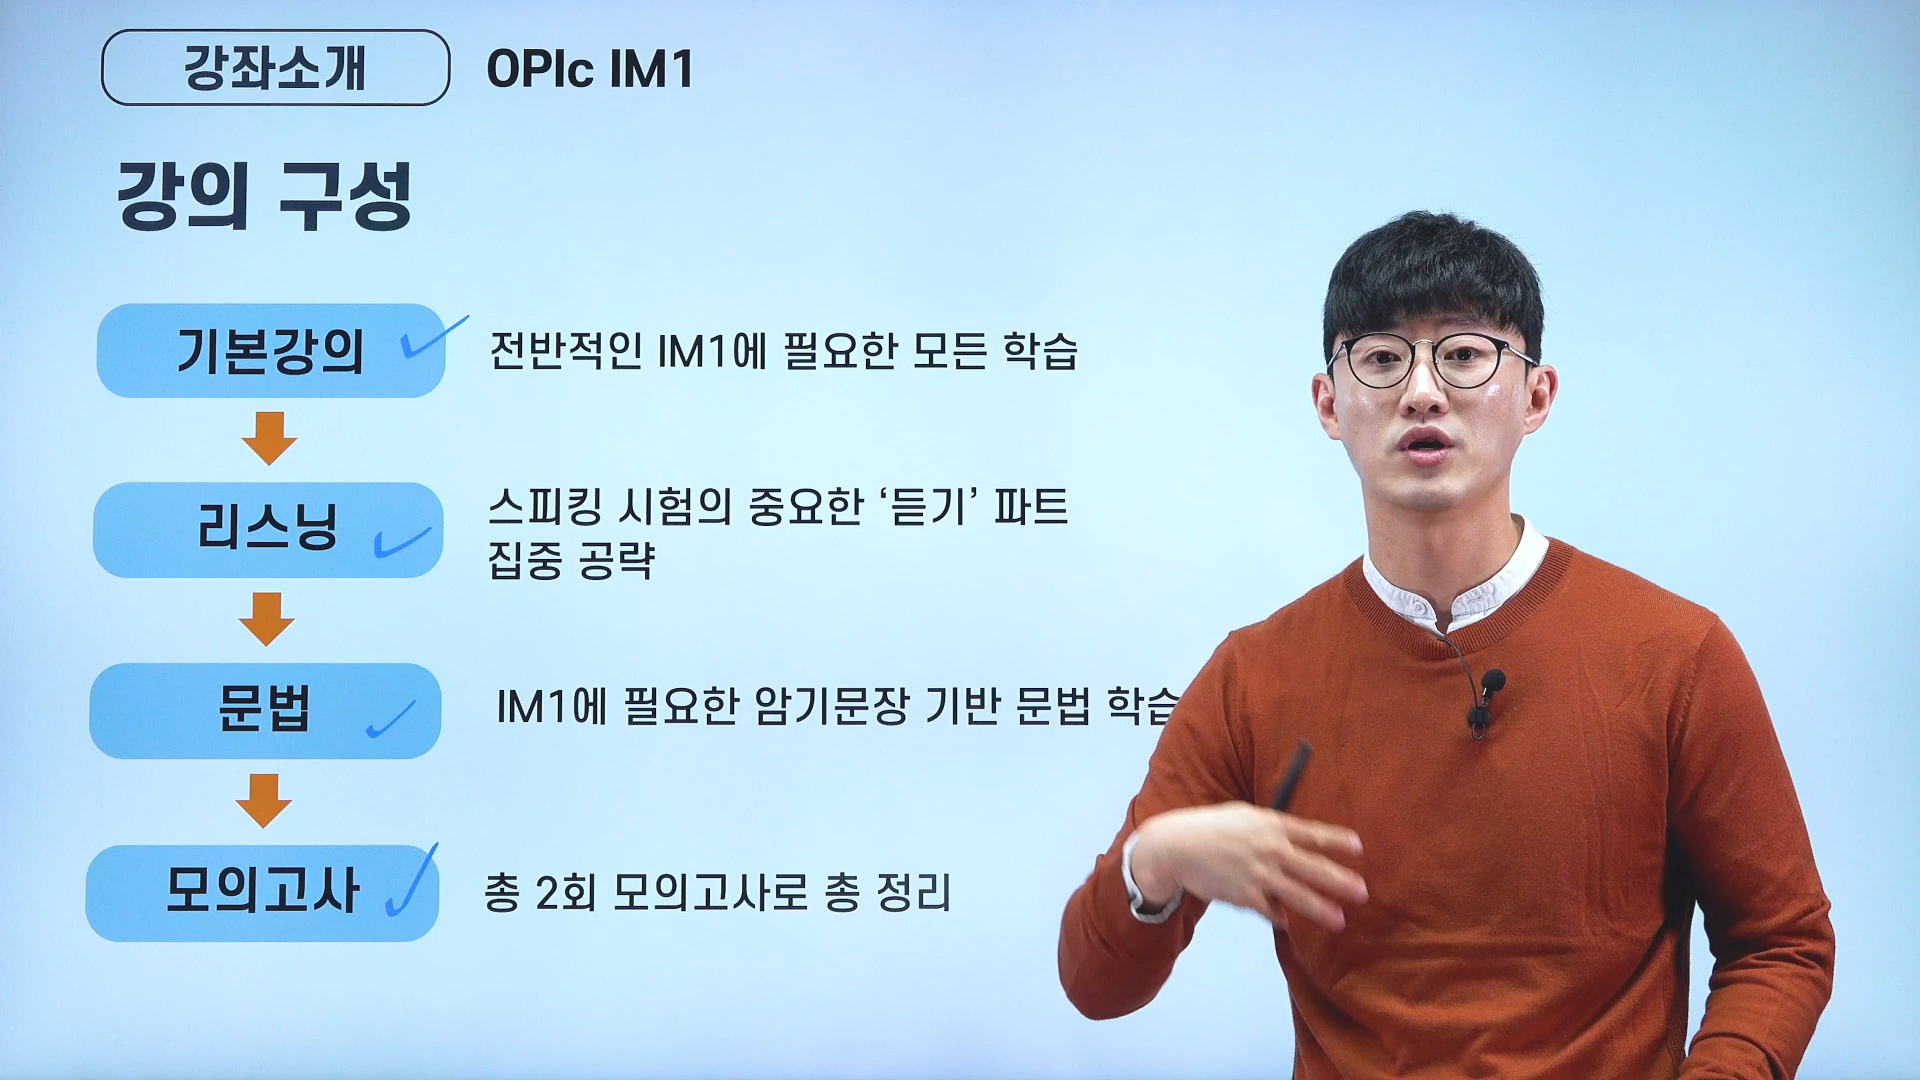 강좌소개 OPIc IM1
강의 구성
기본강의 전반적인 IM1에 필요한 모든 학습
리스닝 스피킹 시험의 중요한 ‘듣기’ 파트
집중 공략
문법 IM1에 필요한 암기문장 기반 문법 학습
모의고사 총 2회 모의고사로 총 정리